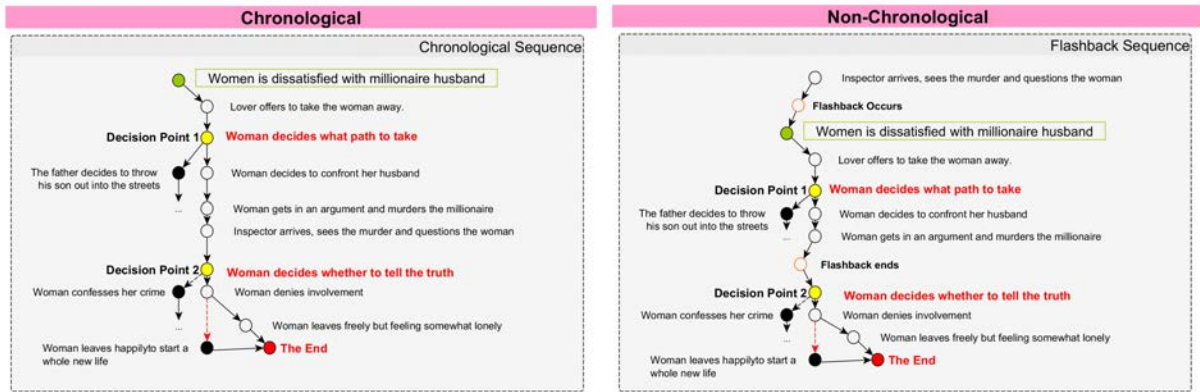 Chronological
Chronological Sequence
Women is dissatisfied with millionaire husband
Lover offers to take the woman away.
Decision Point 1
Woman decides what path to take
The father decides to throw
his son out into the streets
...
Woman decides to confront her husband
Woman gets in an argument and murders the millionaire
Inspector arrives, sees the murder and questions the woman
Decision Point 2
Woman decides whether to tell the truth
Woman confesses her crime
...
Woman denies involvement
Woman leaves freely but feeling somewhat lonely
Woman leaves happilyto start a
whole new life
The End
Non-Chronological
Flashback Sequence
Inspector arrives, sees the murder and questions the woman
Flashback Occurs
Women is dissatisfied with millionaire husband
Lover offers to take the woman away.
Decision Point 1
Woman decides what path to take
The father decides to throw
his son out into the streets
...
Woman decides to confront her husband
Woman gets in an argument and murders the millionaire
Flashback ends
Decision Point 2
Woman decides whether to tell the truth
Woman confesses her crime
...
Woman denies involvement
Woman leaves freely but feeling somewhat lonely
Woman leaves happilyto start a
whole new life
The End